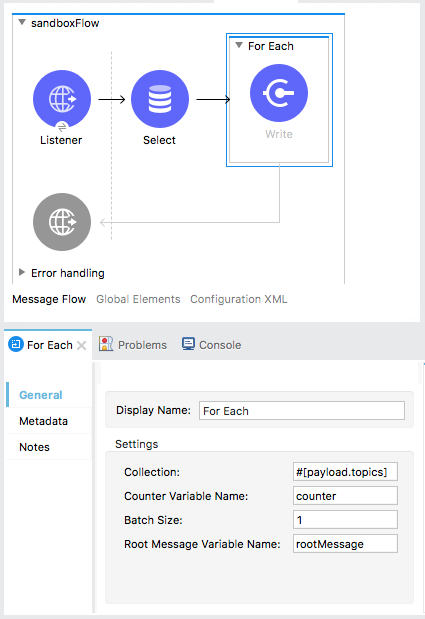 sandboxFlow
For Each
Listener
Select
Write
Error handling
Message Flow Global Elements Configuration XML
For Each Problems Console
General
Metadata
Notes
Display Name: For Each
Settings
Collection: #[payload.topics]
Counter Variable Name: counter
Batch Size: 1
Root Message Variable Name: rootMessage